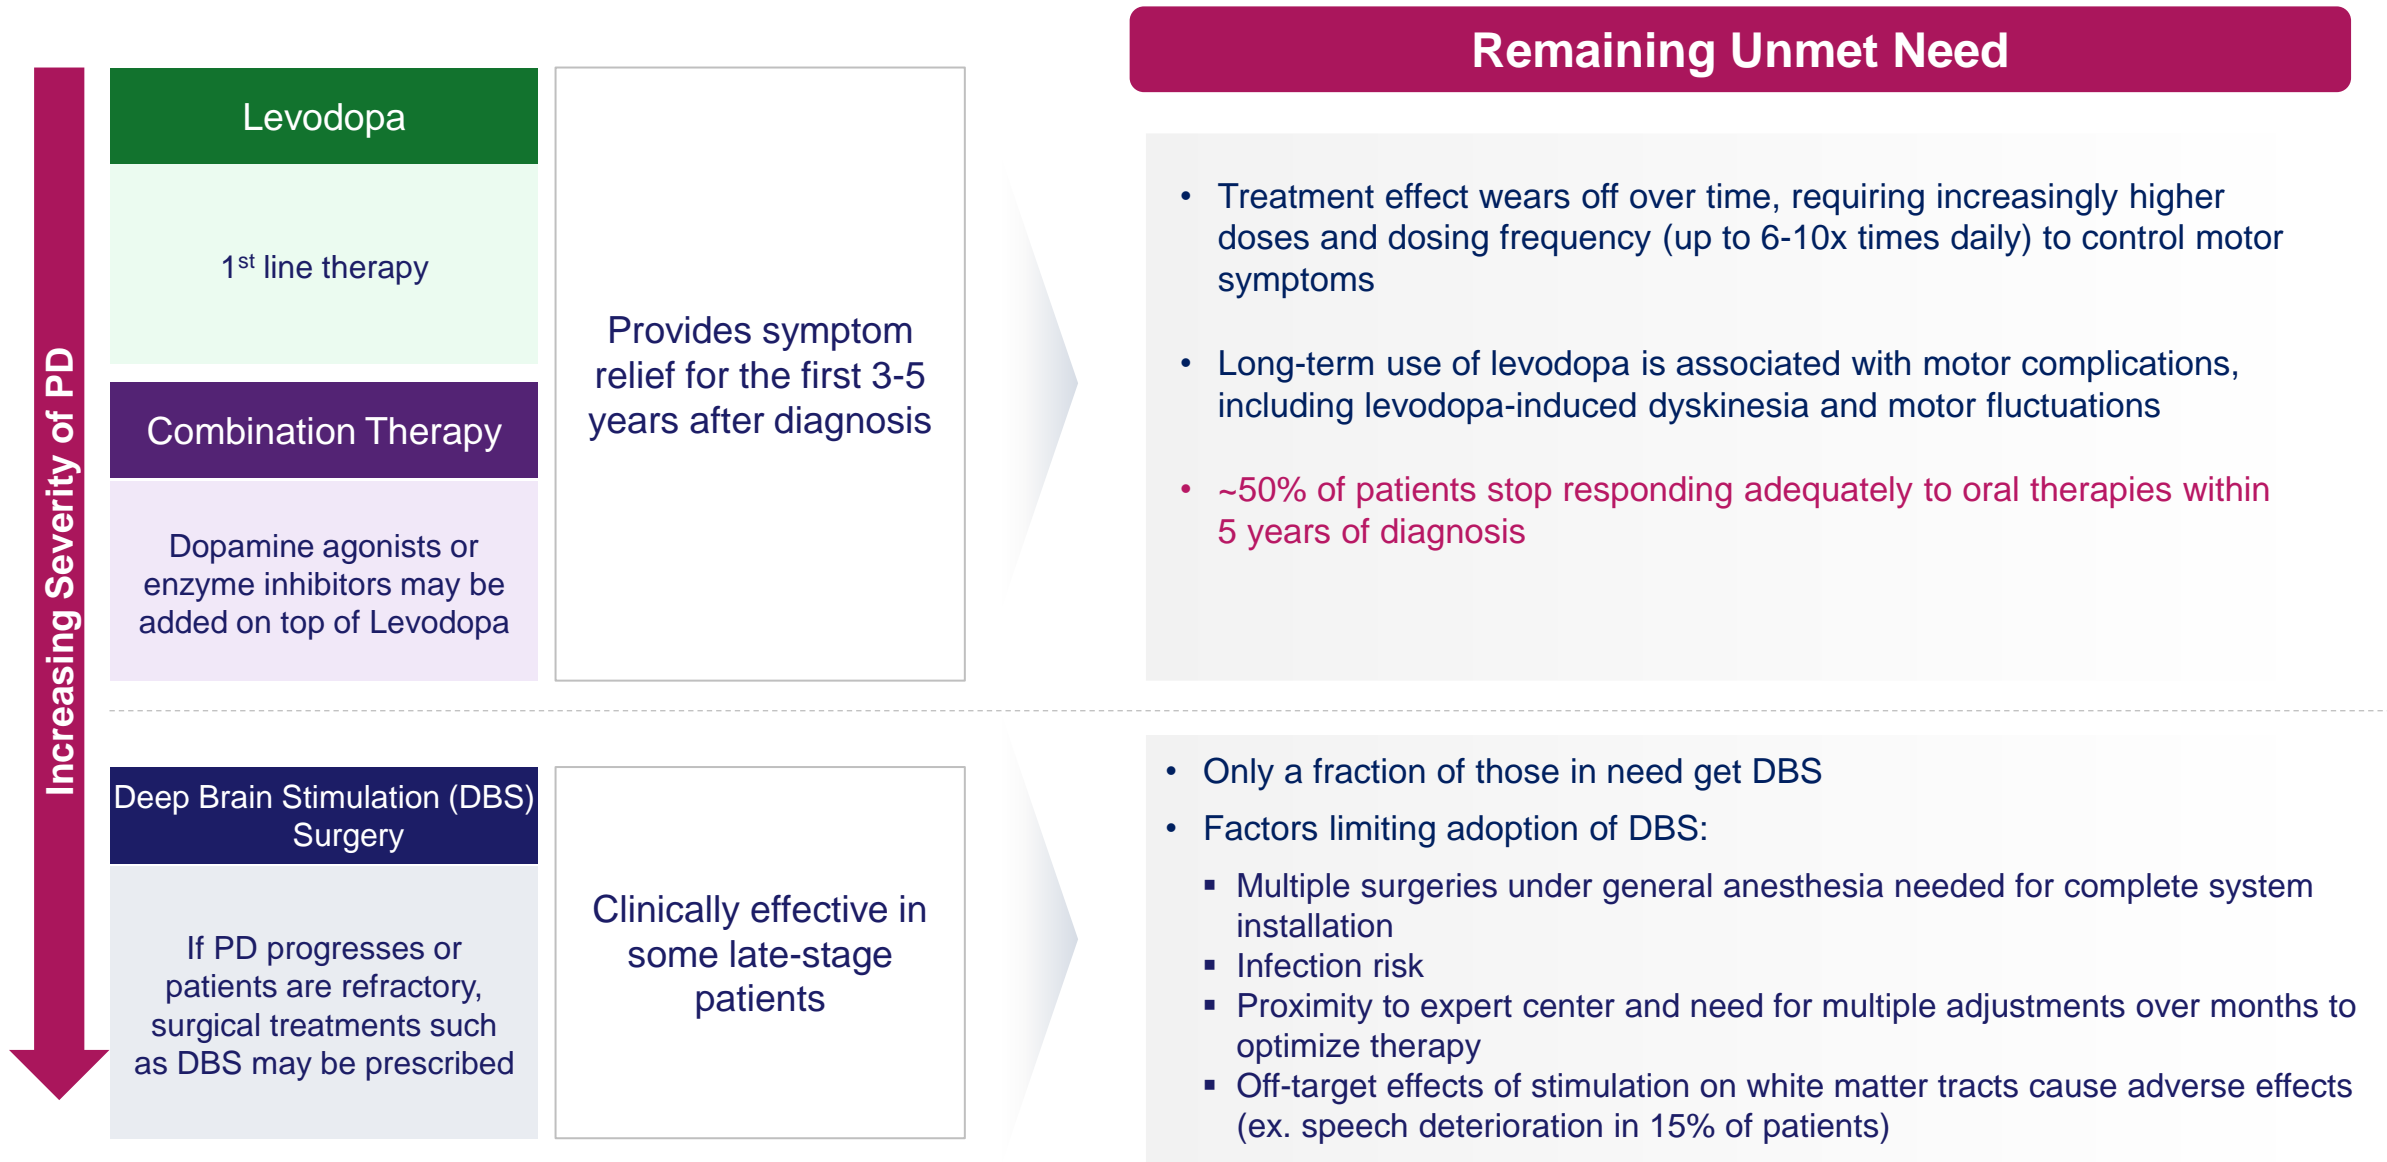 Remaining Unmet Need
Increasing Severity of PD
Levodopa
1st line therapy
Combination Therapy
Dopamine agonists or
enzyme inhibitors may be
added on top of Levodopa
Provides symptom
relief for the first 3-5
years after diagnosis
• Treatment effect wears off over time, requiring increasingly higher
doses and dosing frequency (up to 6-10x times daily) to control motor
symptoms
• Long-term use of levodopa is associated with motor complications,
including levodopa-induced dyskinesia and motor fluctuations
• ~50% of patients stop responding adequately to oral therapies within
5 years of diagnosis
Deep Brain Stimulation (DBS)
Surgery
If PD progresses or
patients are refractory,
surgical treatments such
as DBS may be prescribed
Clinically effective in
some late-stage
patients
• Only a fraction of those in need get DBS
• Factors limiting adoption of DBS:
▪ Multiple surgeries under general anesthesia needed for complete system
installation
▪ Infection risk
▪ Proximity to expert center and need for multiple adjustments over months to
optimize therapy
▪ Off-target effects of stimulation on white matter tracts cause adverse effects
(ex. speech deterioration in 15% of patients)